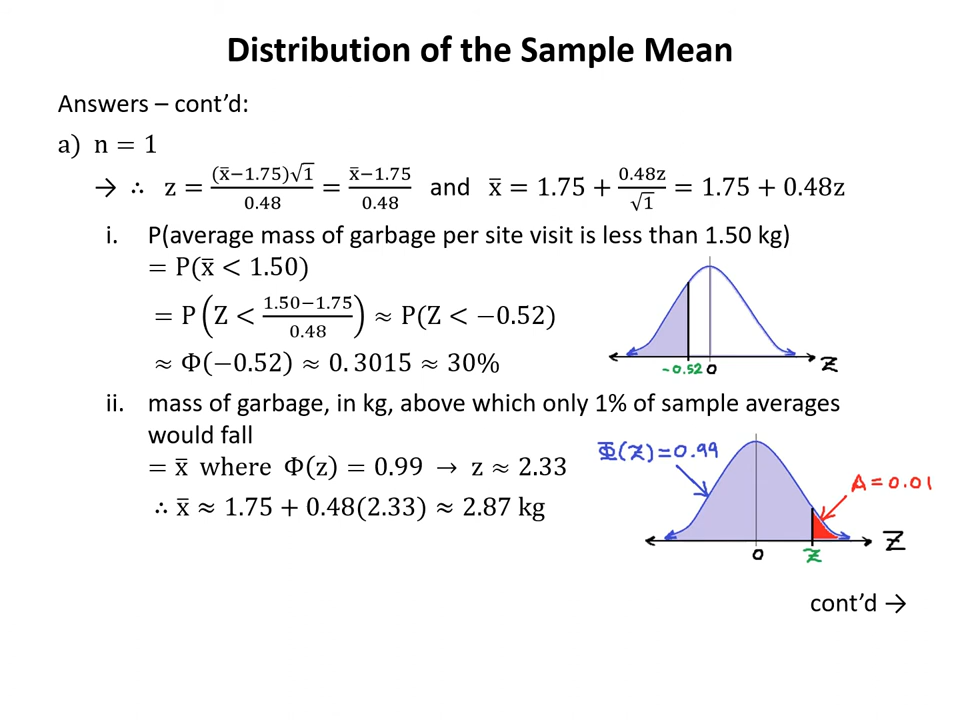 Distribution of the Sample Mean
Answers – cont’d:
a) n = 1
→ ∴ z = (x̄−1.75)√1 / 0.48 = x̄−1.75 / 0.48 and x̄ = 1.75 + 0.48z / √1 = 1.75 + 0.48z
i. P(average mass of garbage per site visit is less than 1.50 kg)
= P(x̄ < 1.50)
= P(Z < 1.50−1.75 / 0.48) ≈ P(Z < −0.52)
≈ Φ(−0.52) ≈ 0.3015 ≈ 30%
-0.52 0 Z
ii. mass of garbage, in kg, above which only 1% of sample averages
would fall
= x̄ where Φ(z) = 0.99 → z ≈ 2.33
∴ x̄ ≈ 1.75 + 0.48(2.33) ≈ 2.87 kg
Φ(z)=0.99
A=0.01
0 z Z
cont’d →